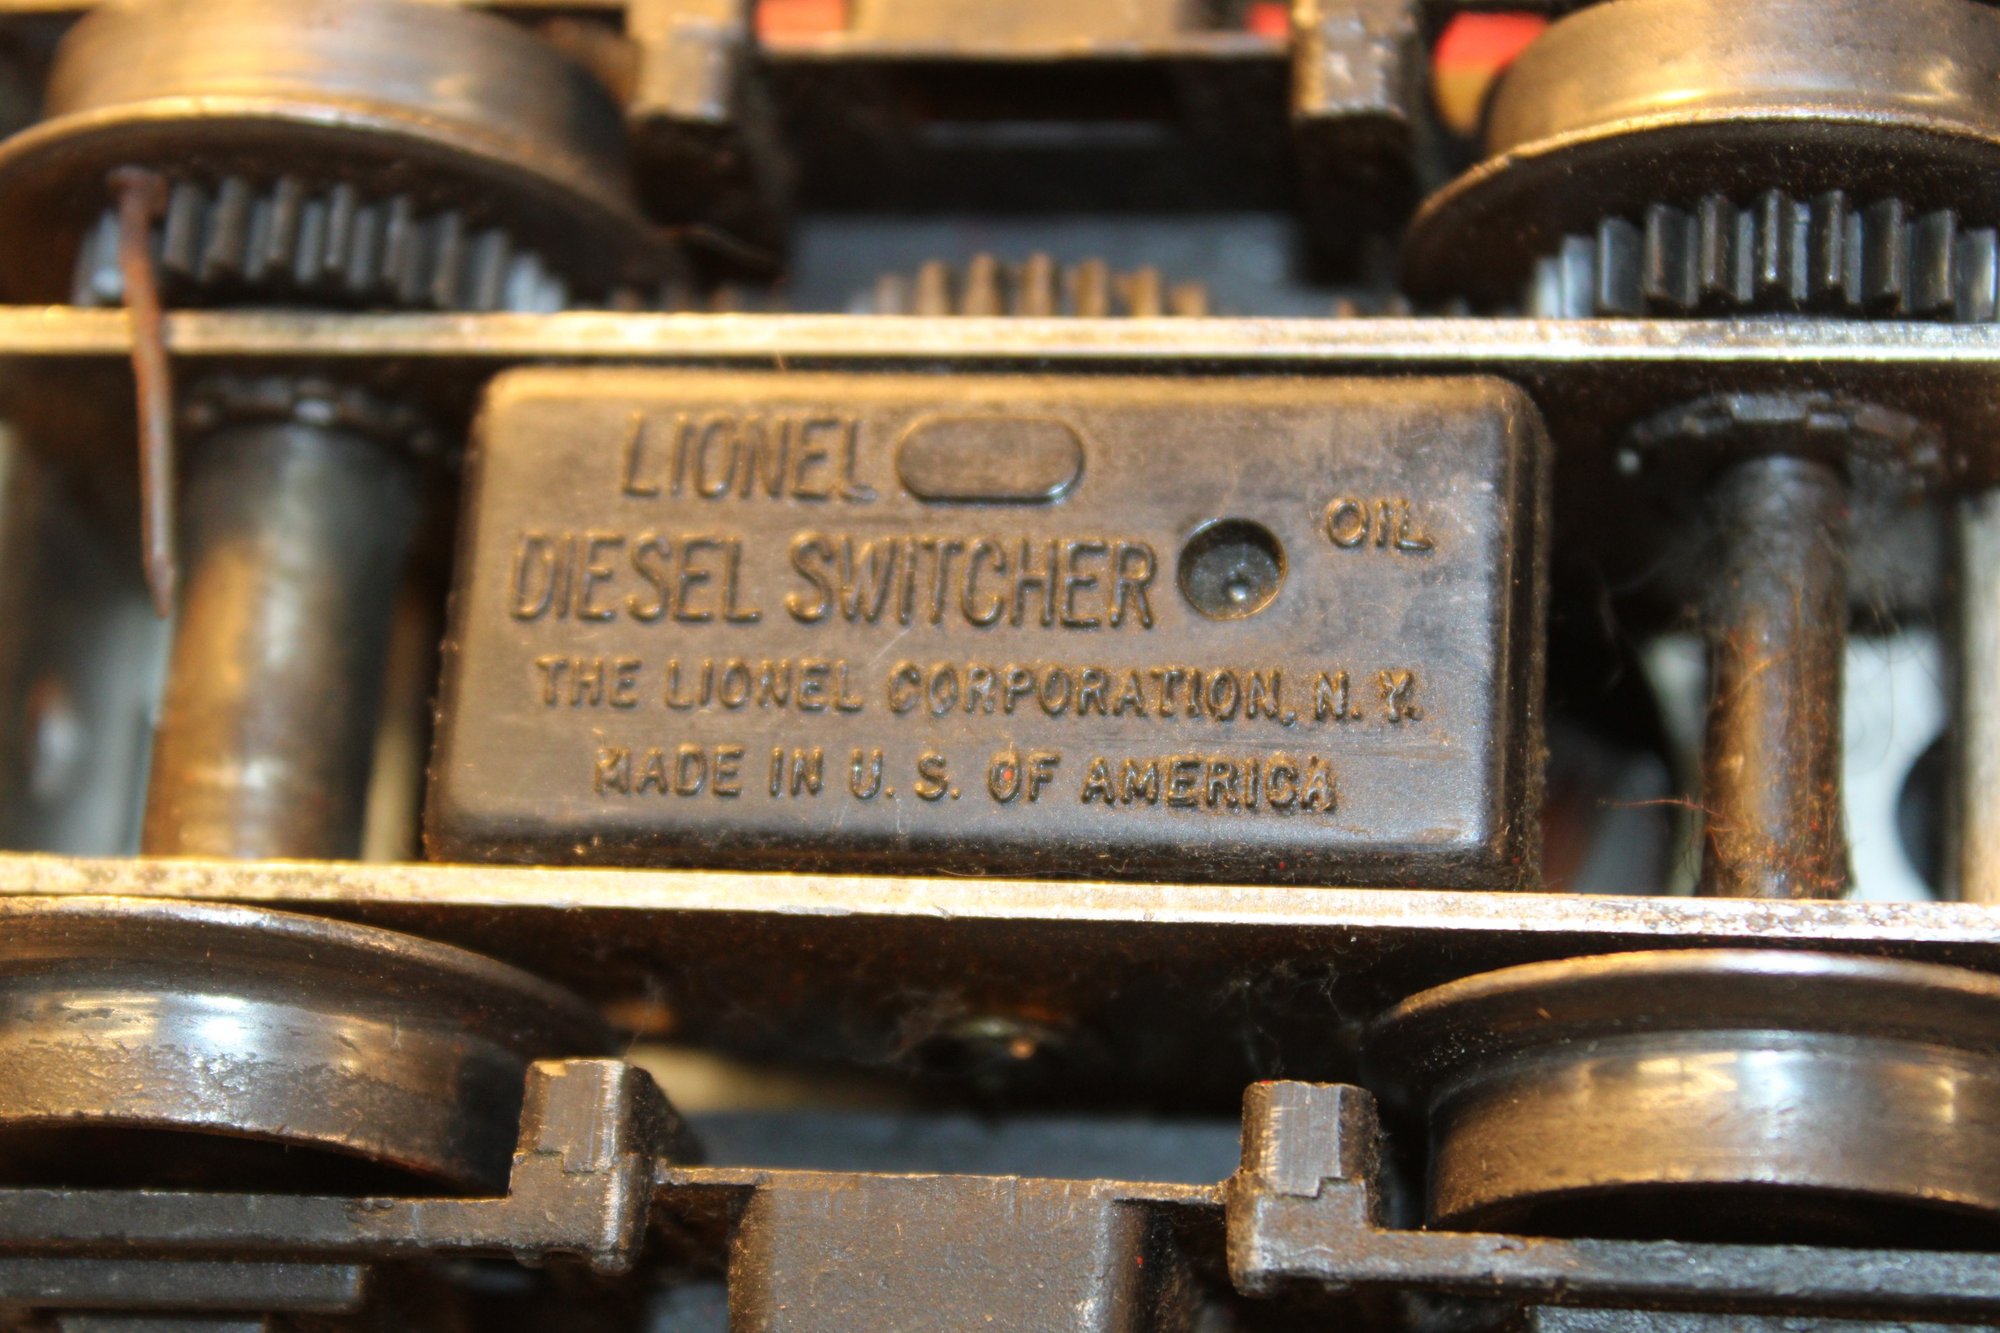 LIONEL
OIL
DIESEL SWITCHER
THE LIONEL CORPORATION, N. Y.
MADE IN U. S. OF AMERICA